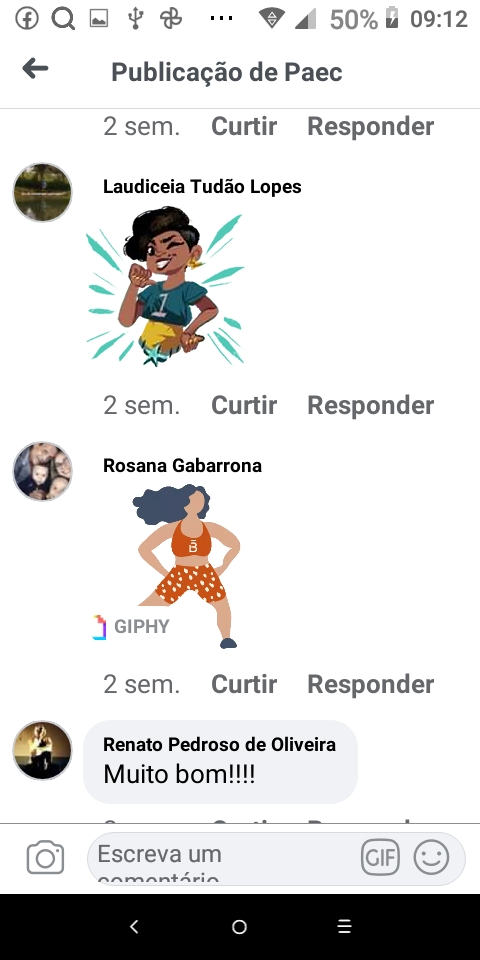 50% 09:12
Publicação de Paec
2 sem. Curtir Responder
Laudiceia Tudão Lopes
1
2 sem. Curtir Responder
Rosana Gabarrona
B
GIPHY
2 sem. Curtir Responder
Renato Pedroso de Oliveira
Muito bom!!!!
Escreva um
comentário
GIF